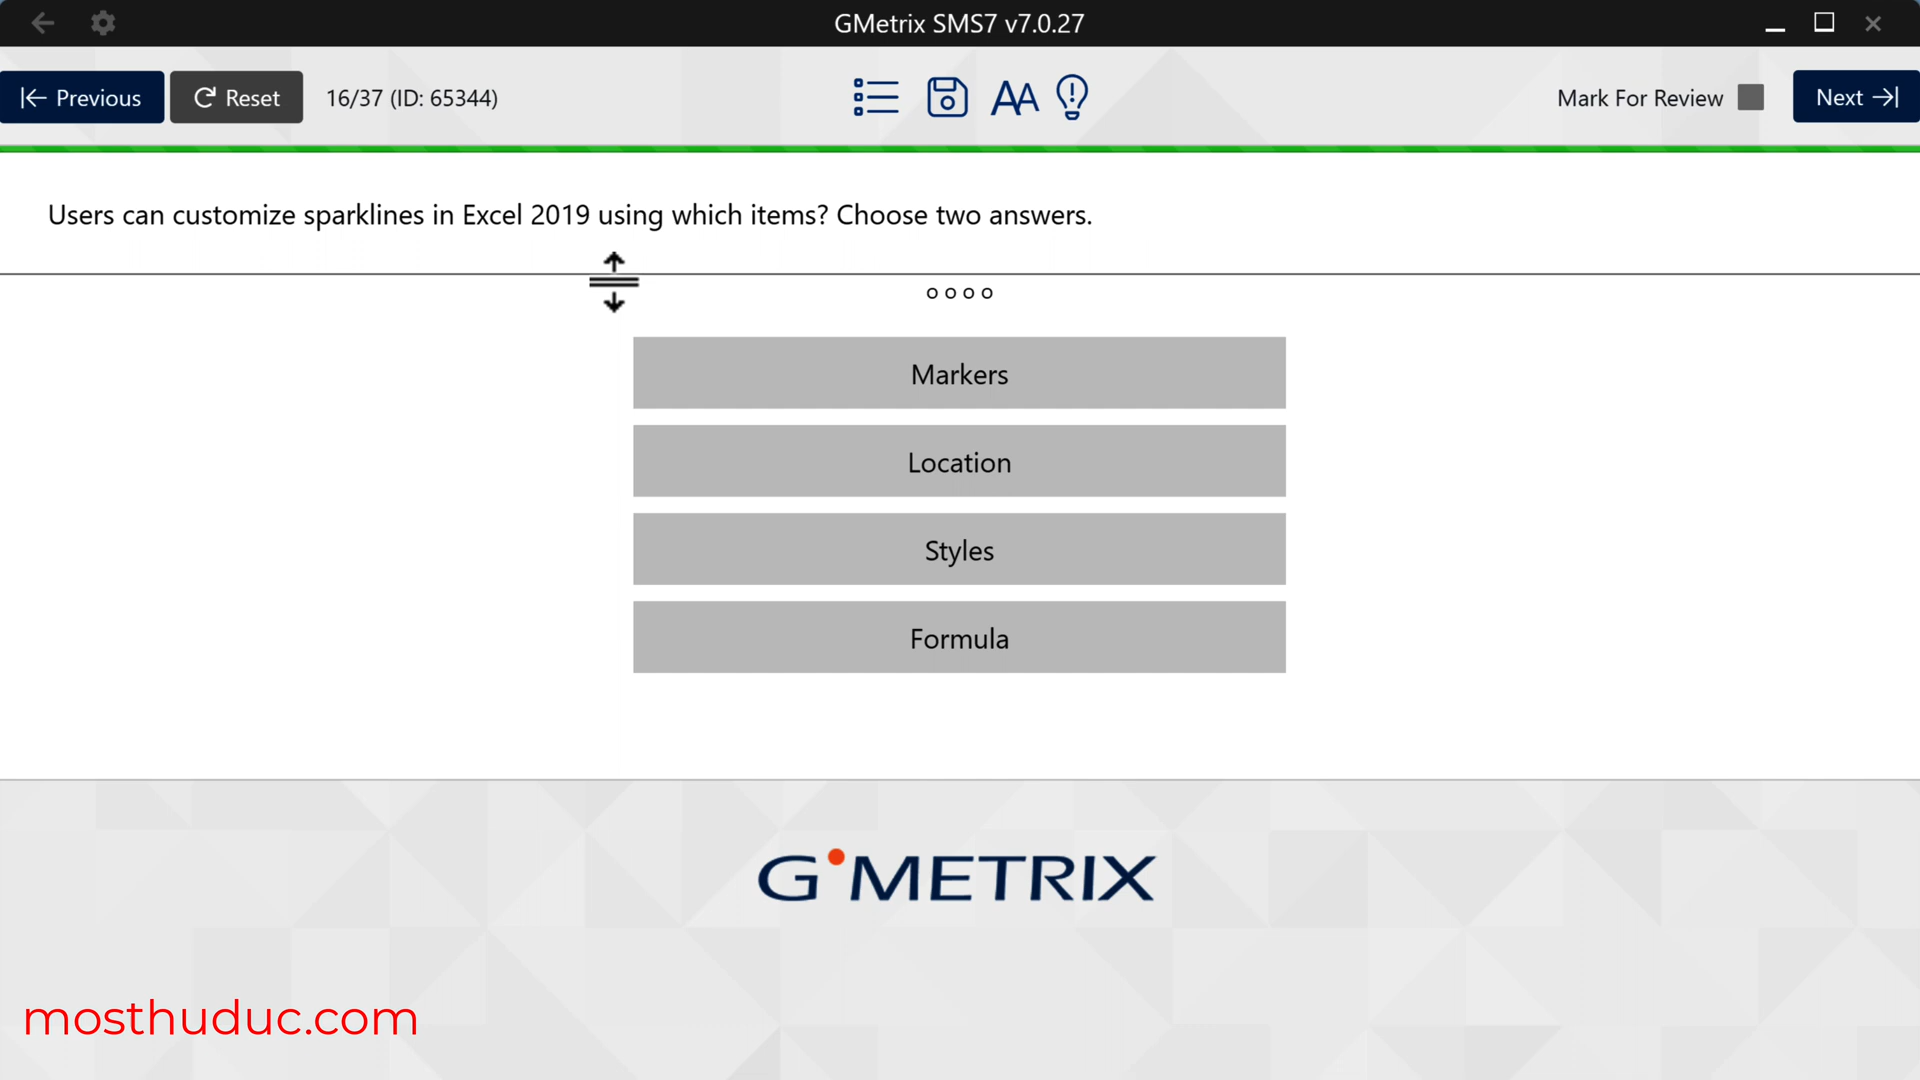 GMetrix SMS7 v7.0.27
Previous
Reset
16/37 (ID: 65344)
AA
Mark For Review
Next
Users can customize sparklines in Excel 2019 using which items? Choose two answers.
Markers
Location
Styles
Formula
GMETRIX
mosthuduc.com